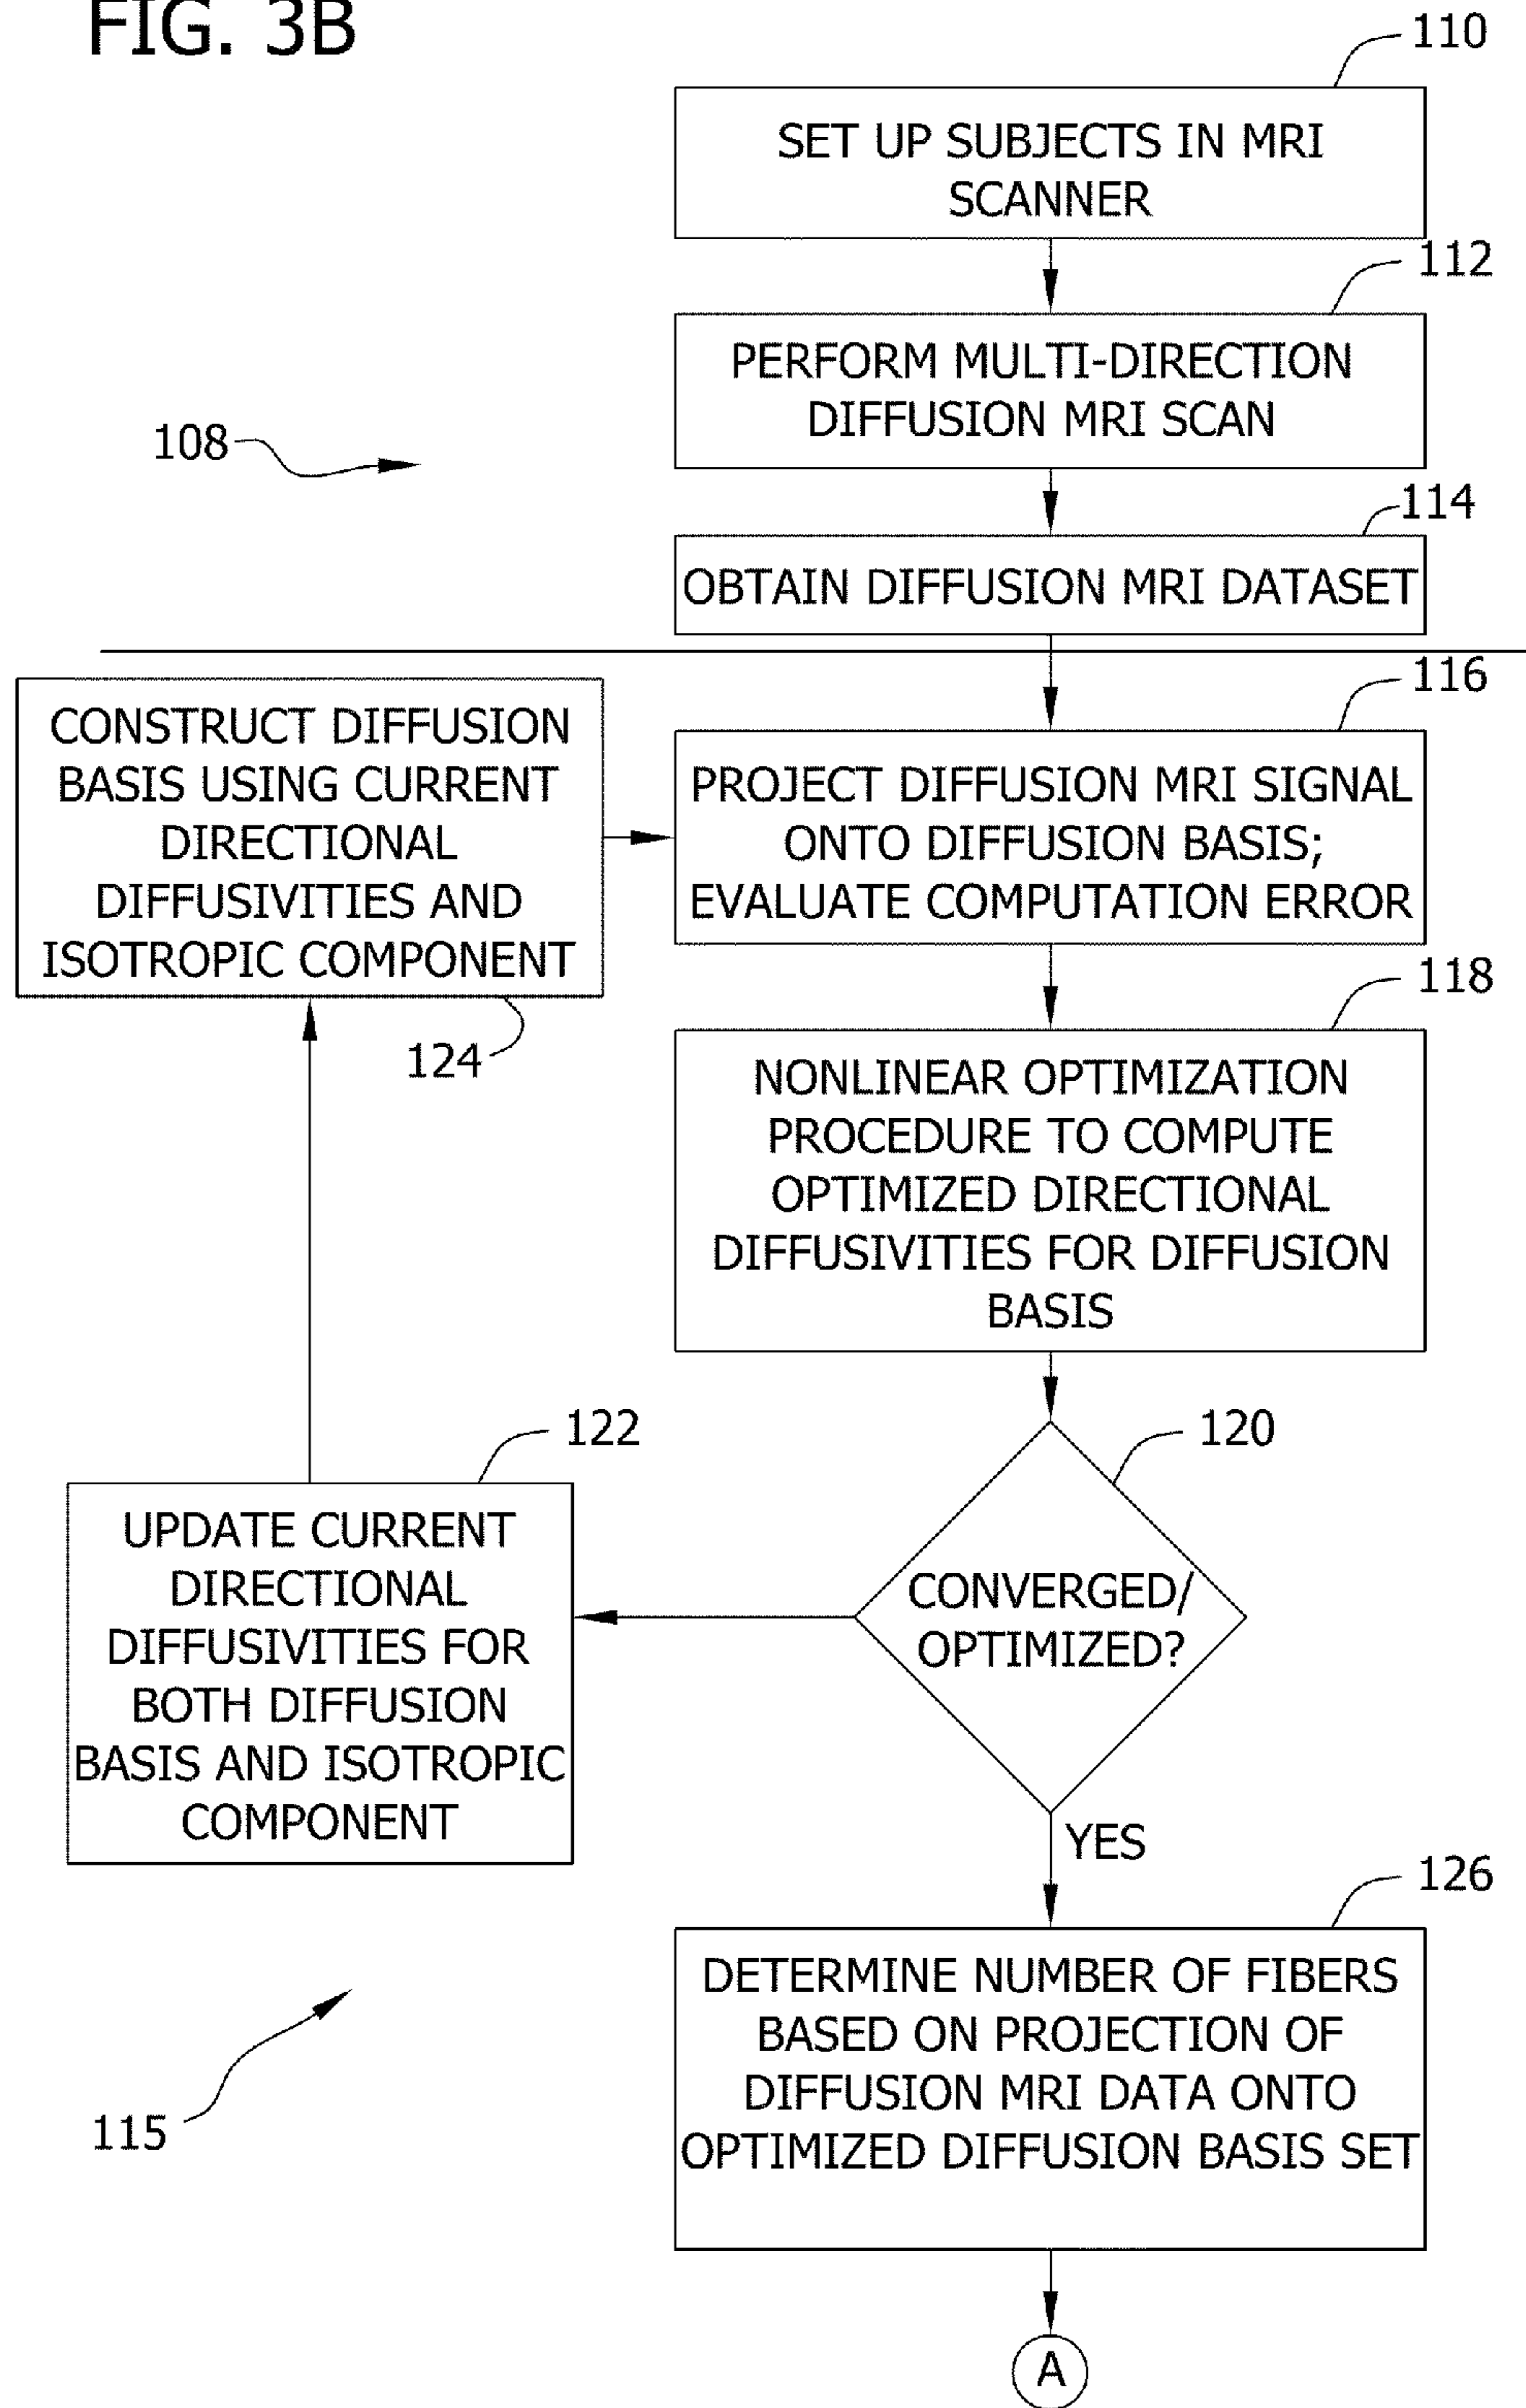 FIG. 3B
110
SET UP SUBJECTS IN MRI
SCANNER
112
PERFORM MULTI-DIRECTION
DIFFUSION MRI SCAN
108
114
OBTAIN DIFFUSION MRI DATASET
116
CONSTRUCT DIFFUSION
BASIS USING CURRENT
DIRECTIONAL
DIFFUSIVITIES AND
ISOTROPIC COMPONENT
124
PROJECT DIFFUSION MRI SIGNAL
ONTO DIFFUSION BASIS;
EVALUATE COMPUTATION ERROR
118
NONLINEAR OPTIMIZATION
PROCEDURE TO COMPUTE
OPTIMIZED DIRECTIONAL
DIFFUSIVITIES FOR DIFFUSION
BASIS
120
CONVERGED/
OPTIMIZED?
122
UPDATE CURRENT
DIRECTIONAL
DIFFUSIVITIES FOR
BOTH DIFFUSION
BASIS AND ISOTROPIC
COMPONENT
YES
126
DETERMINE NUMBER OF FIBERS
BASED ON PROJECTION OF
DIFFUSION MRI DATA ONTO
OPTIMIZED DIFFUSION BASIS SET
115
A